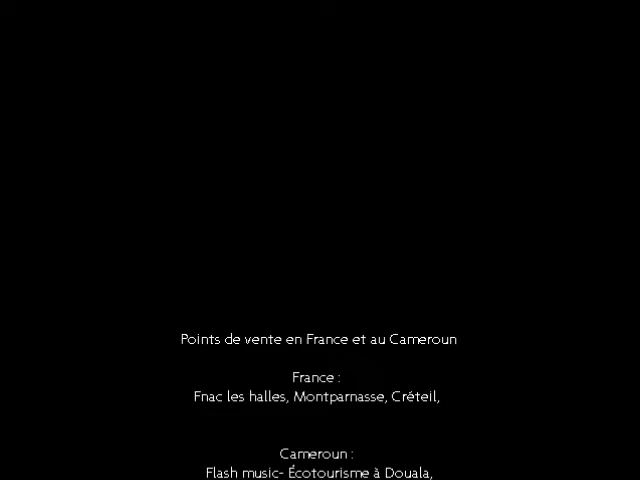 Points de vente en France et au Cameroun
France :
Fnac les halles, Montparnasse, Créteil,
Cameroun :
Flash music- Écotourisme à Douala,